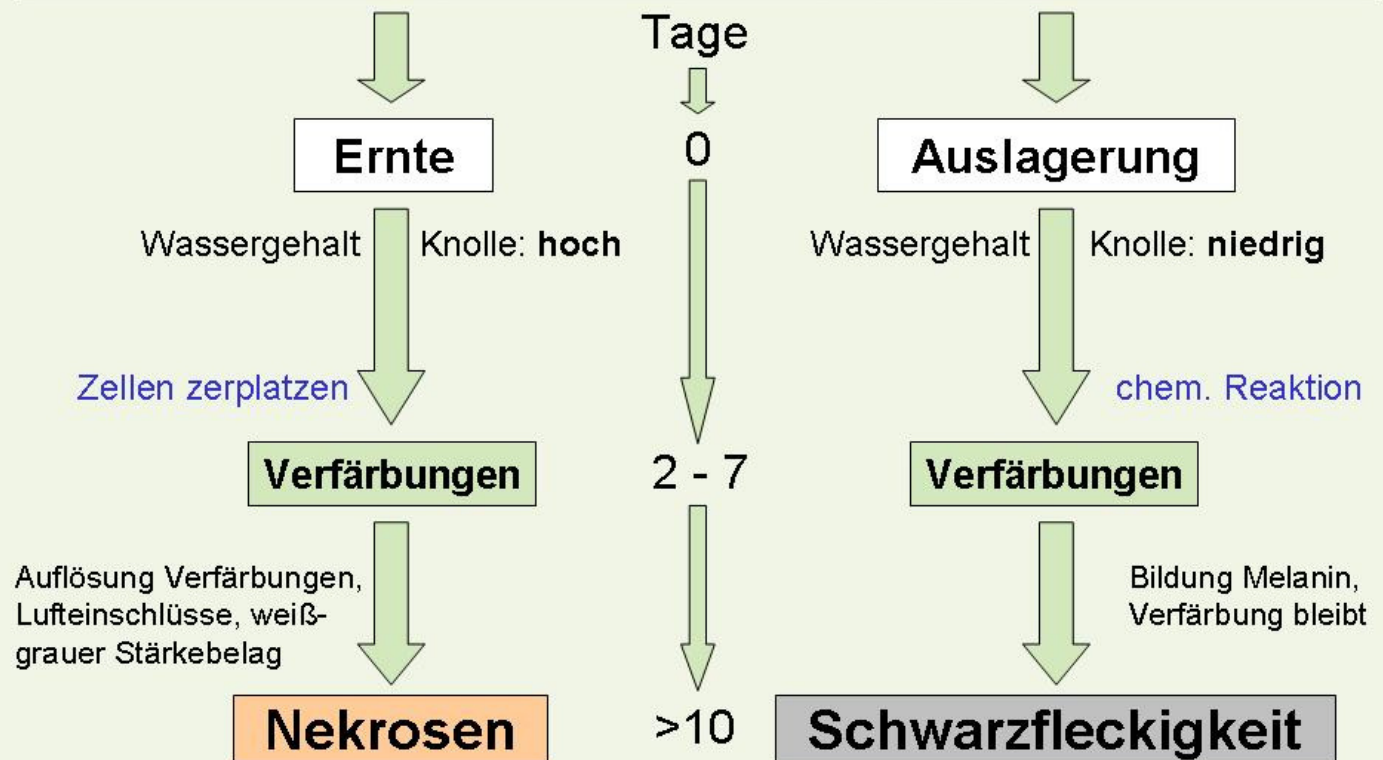 Tage
Ernte
0
Auslagerung
Wassergehalt Knolle: hoch
Wassergehalt Knolle: niedrig
Zellen zerplatzen
chem. Reaktion
Verfärbungen
2 - 7
Verfärbungen
Auflösung Verfärbungen,
Lufteinschlüsse, weiß-
grauer Stärkebelag
Bildung Melanin,
Verfärbung bleibt
Nekrosen
>10
Schwarzfleckigkeit